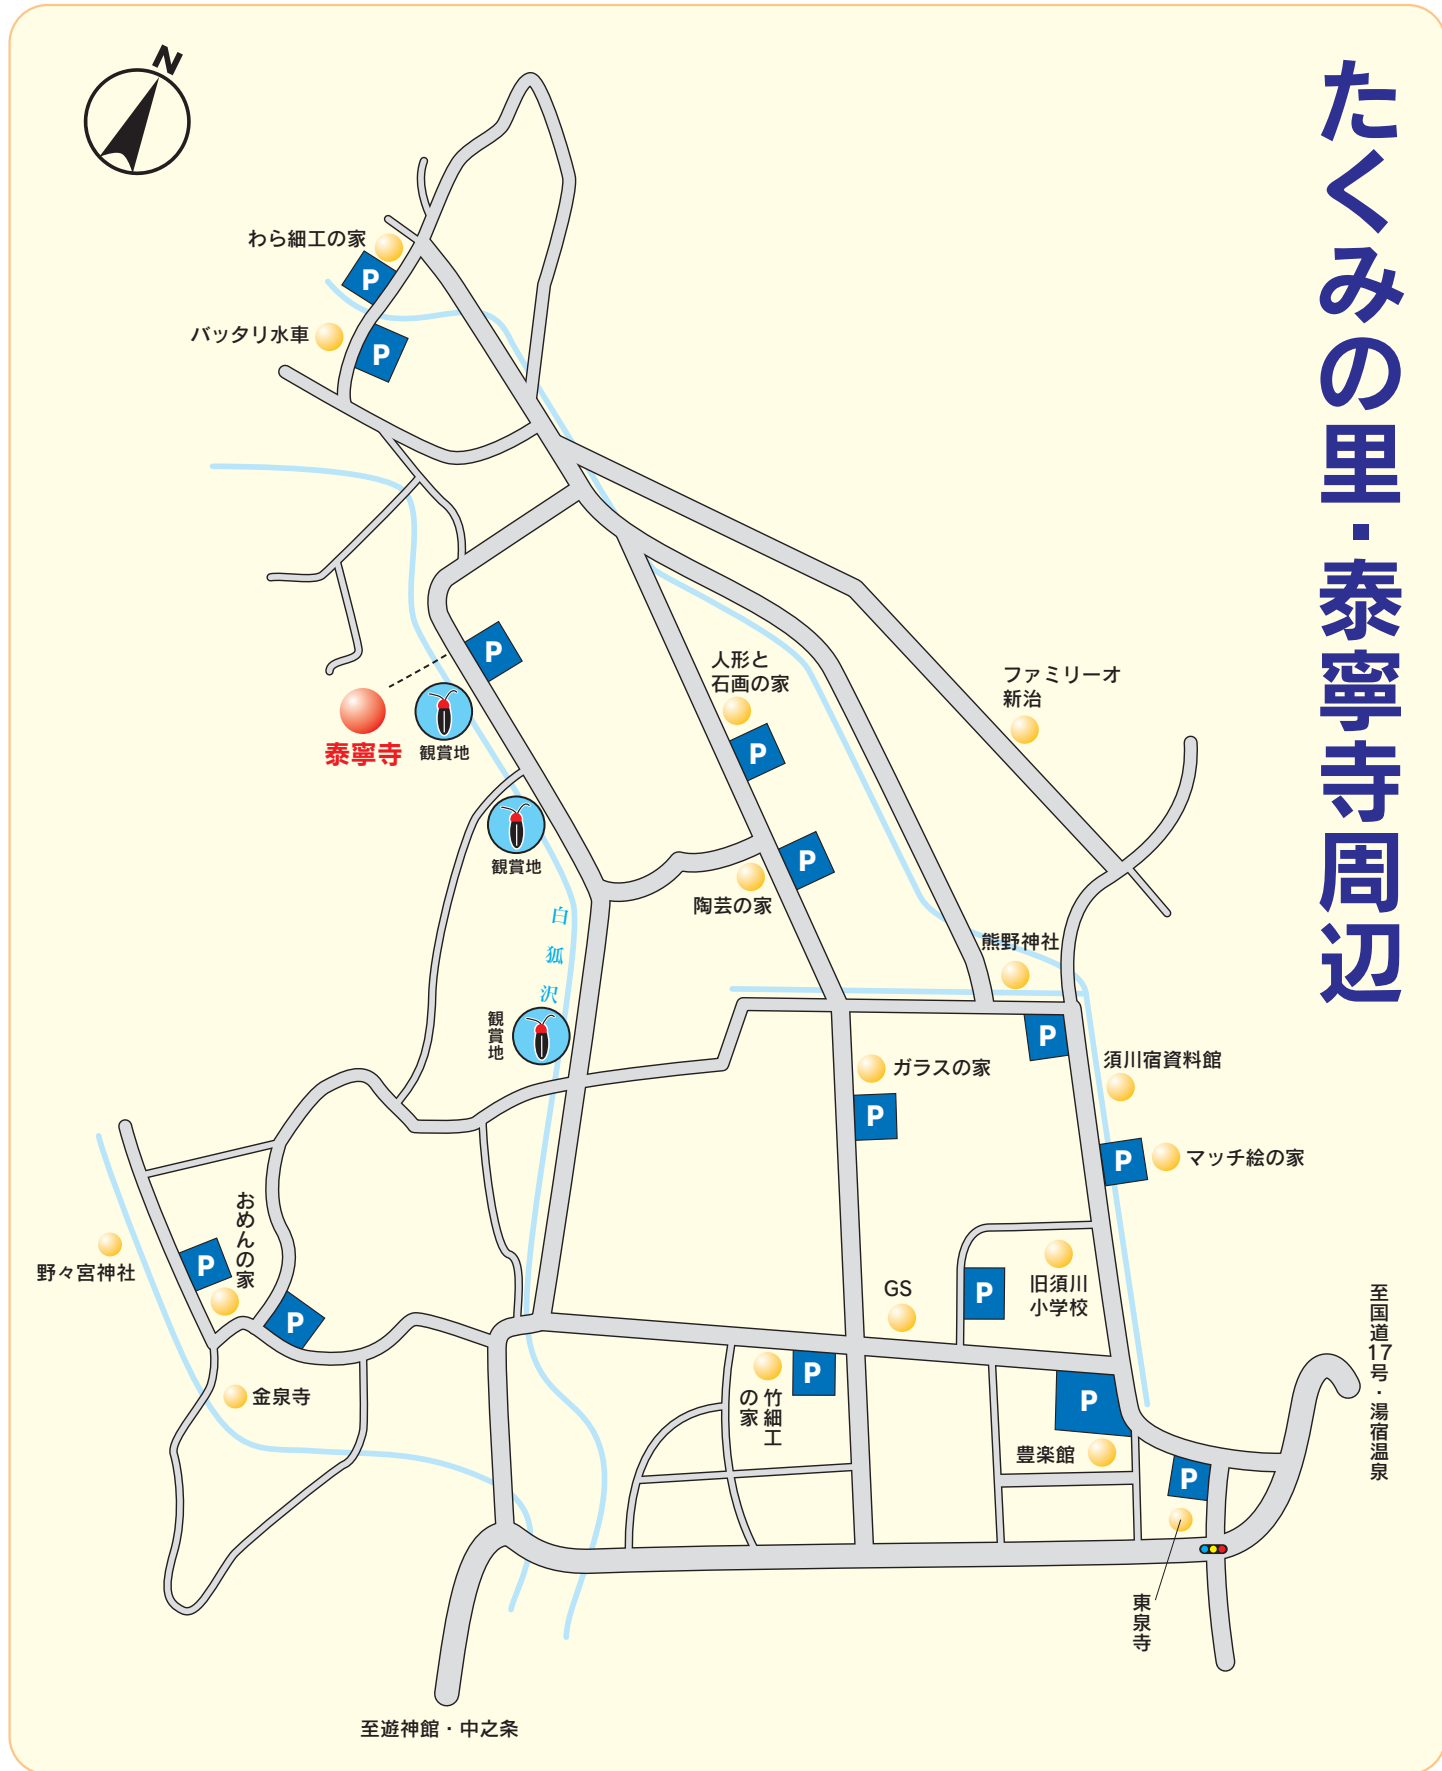 たくみの里・泰寧寺周辺
N
わら細工の家
P
バッタリ水車
P
P
人形と
石画の家
P
ファミリーオ
新治
泰寧寺
観賞地
観賞地
P
陶芸の家
白狐沢
熊野神社
観賞地
P
ガラスの家
須川宿資料館
P
P
マッチ絵の家
おめんの家
P
野々宮神社
P
GS
P
旧須川
小学校
至国道17号・湯宿温泉
金泉寺
竹細工
の家
P
P
豊楽館
P
東泉寺
至遊神館・中之条